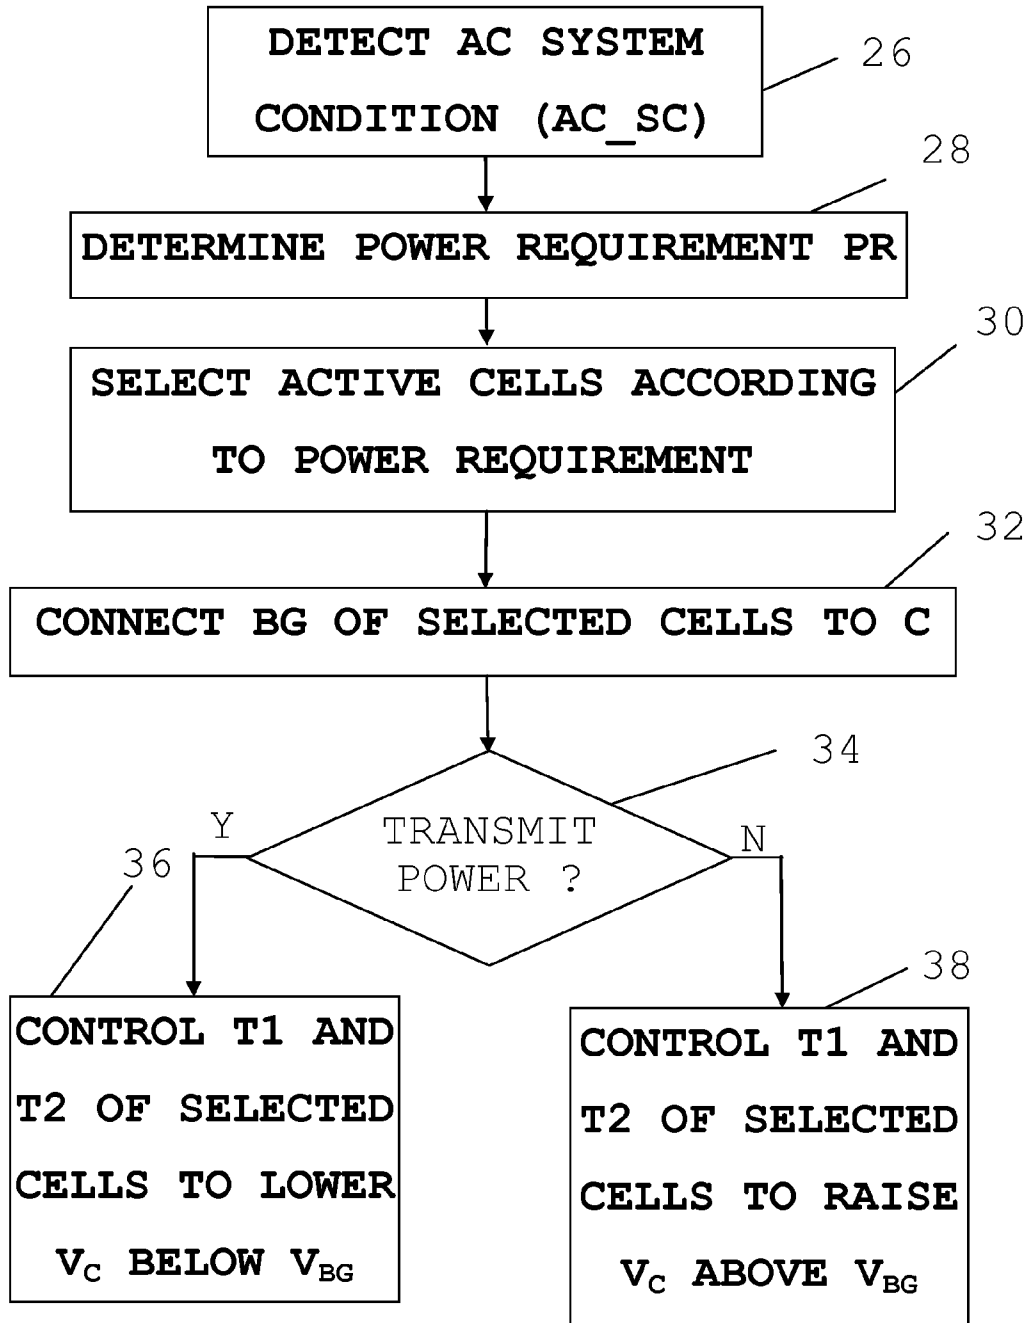 DETECT AC SYSTEM
CONDITION (AC_SC)
26
28
DETERMINE POWER REQUIREMENT PR
30
SELECT ACTIVE CELLS ACCORDING
TO POWER REQUIREMENT
32
CONNECT BG OF SELECTED CELLS TO C
34
TRANSMIT
POWER ?
Y
N
36
CONTROL T1 AND
T2 OF SELECTED
CELLS TO LOWER
VC BELOW VBG
38
CONTROL T1 AND
T2 OF SELECTED
CELLS TO RAISE
VC ABOVE VBG